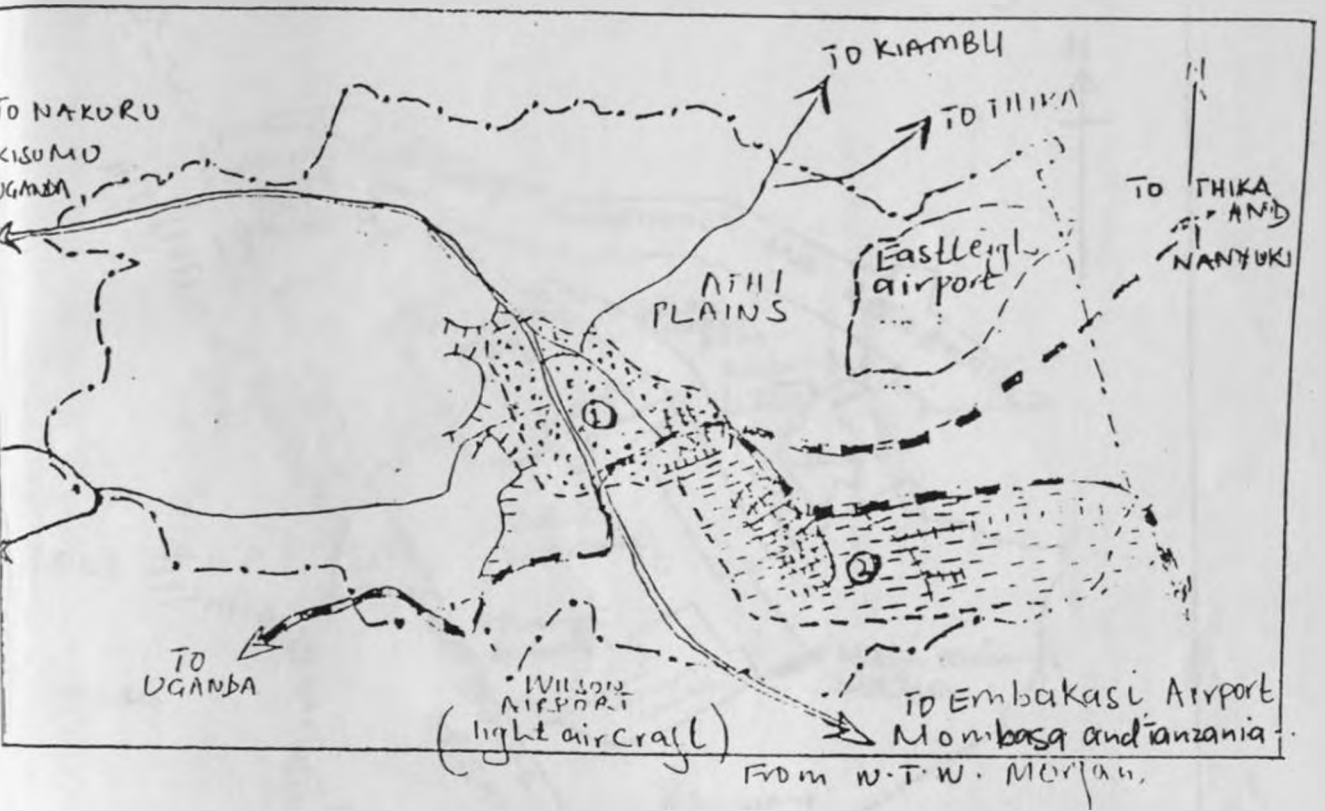 TO KIAMBU
TO THIKA
TO NAKURU
KISUMU
UGANDA
TO THIKA
AND
NANYUKI
Eastleigh
airport
ATHI
PLAINS
1
2
TO
UGANDA
WILSON
AIRPORT
(light aircraft)
TO Embakasi Airport
Mombasa and Tanzania
From W.T.W. Morgan.